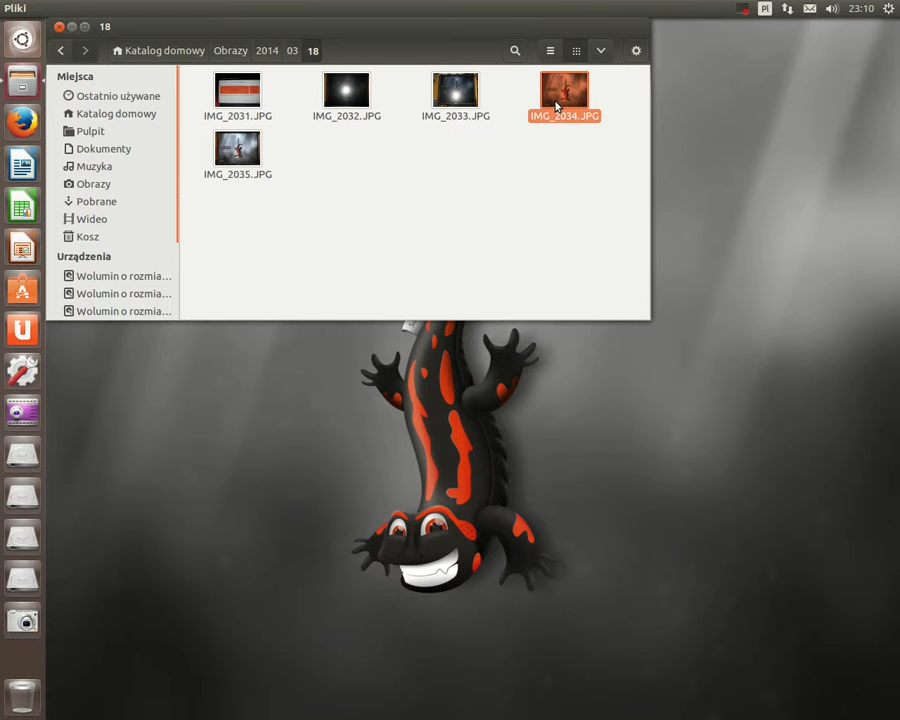 Pliki
Pl
23:10
18
Katalog domowy Obrazy 2014 03 18
Miejsca
Ostatnio używane
Katalog domowy
Pulpit
Dokumenty
Muzyka
Obrazy
Pobrane
Wideo
Kosz
Urządzenia
Wolumin o rozmia...
Wolumin o rozmia...
Wolumin o rozmia...
IMG_2031.JPG
IMG_2032.JPG
IMG_2033.JPG
IMG_2034.JPG
IMG_2035.JPG